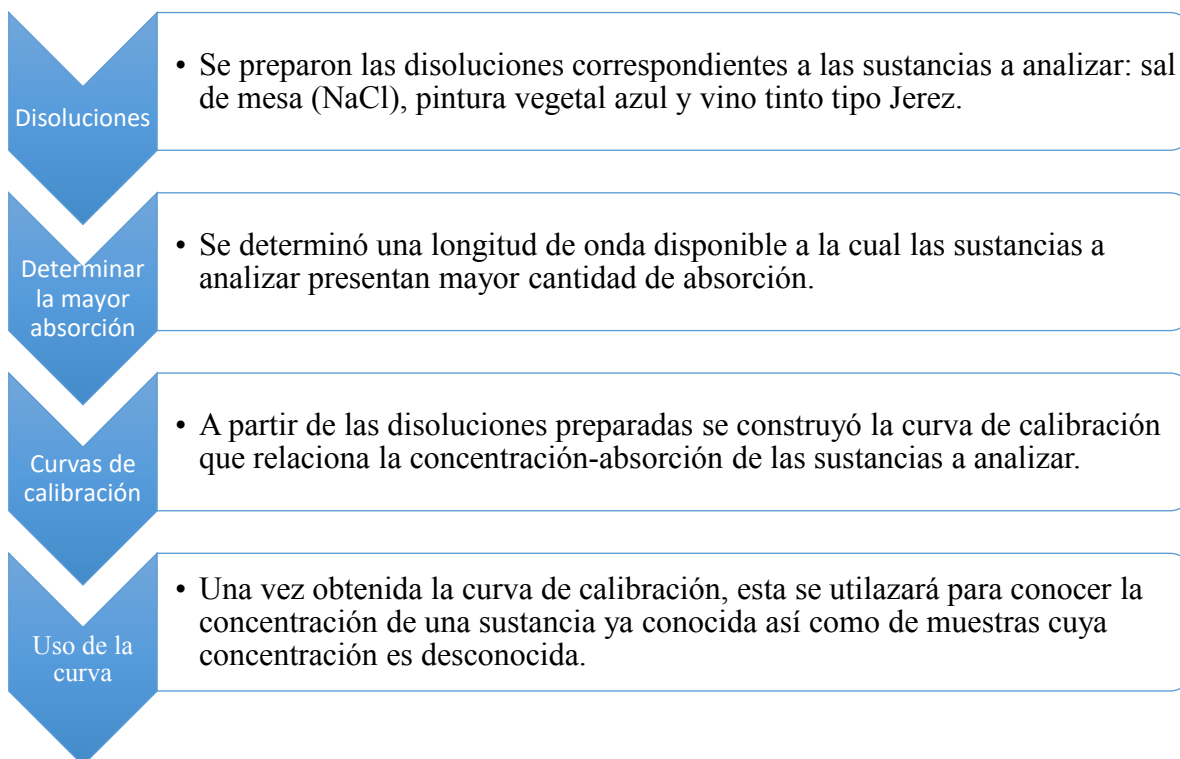 Disoluciones
• Se preparon las disoluciones correspondientes a las sustancias a analizar: sal
de mesa (NaCl), pintura vegetal azul y vino tinto tipo Jerez.
Determinar
la mayor
absorción
• Se determinó una longitud de onda disponible a la cual las sustancias a
analizar presentan mayor cantidad de absorción.
Curvas de
calibración
• A partir de las disoluciones preparadas se construyó la curva de calibración
que relaciona la concentración-absorción de las sustancias a analizar.
Uso de la
curva
• Una vez obtenida la curva de calibración, esta se utilazará para conocer la
concentración de una sustancia ya conocida así como de muestras cuya
concentración es desconocida.